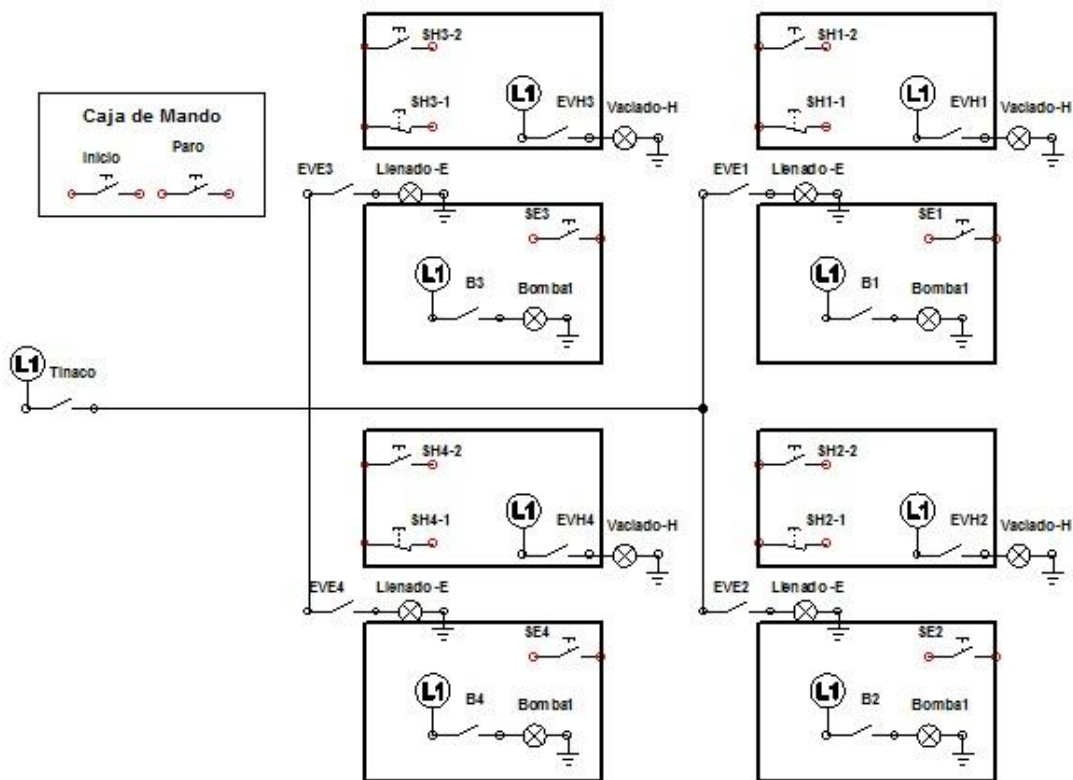 SH3-2
SH1-2
L1
L1
SH3-1
EVH3
Vaciado-H
SH1-1
EVH1
Vaciado-H
Caja de Mando
Inicio
Paro
EVE3
Llenado-E
EVE1
Llenado-E
SE3
SE1
L1
B3
Bomba1
L1
B1
Bomba1
L1
Tinaco
SH4-2
SH2-2
L1
L1
SH4-1
EVH4
Vaciado-H
SH2-1
EVH2
Vaciado-H
EVE4
Llenado-E
EVE2
Llenado-E
SE4
SE2
L1
B4
Bomba1
L1
B2
Bomba1